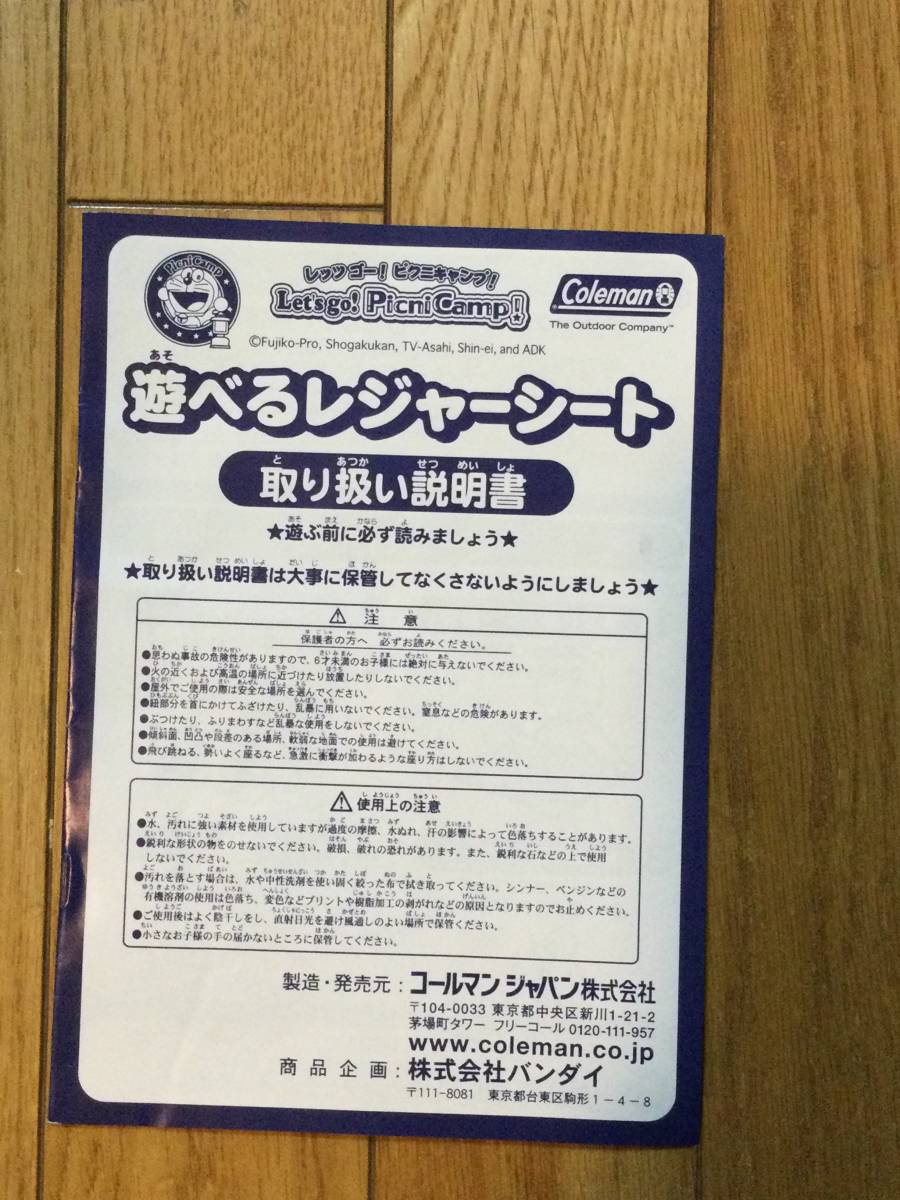 PicniCamp
レッツ ゴー! ピクミキャンプ!
Let's go! PicniCamp!
Coleman
The Outdoor Company™
©Fujiko-Pro, Shogakukan, TV-Asahi, Shin-ei, and ADK
遊べるレジャーシート
取り扱い説明書
★遊ぶ前に必ず読みましょう★
★取り扱い説明書は大事に保管してなくさないようにしましょう★
⚠ 注 意
保護者の方へ 必ずお読みください。
●思わぬ事故の危険性がありますので、6才未満のお子様には絶対に与えないでください。
●火の近くおよび高温の場所に近づけたり放置したりしないでください。
●屋外でご使用の際は安全な場所を選んでください。
●紐部分を首にかけてふざけたり、乱暴に用いないでください。窒息などの危険があります。
●ぶつけたり、ふりまわすなど乱暴な使用をしないでください。
●傾斜面、凹凸や段差のある場所、軟弱な地面での使用は避けてください。
●飛び跳ねる、勢いよく座るなど、急激に衝撃が加わるような座り方はしないでください。
⚠ 使用上の注意
●水、汚れに強い素材を使用していますが過度の摩擦、水ぬれ、汗の影響によって色落ちすることがあります。
●鋭利な形状の物をのせないでください。破損、破れの恐れがあります。また、鋭利な石などの上で使用
しないでください。
●汚れを落とす場合は、水や中性洗剤を使い固く絞った布で拭き取ってください。シンナー、ベンジンなどの
有機溶剤の使用は色落ち、変色などプリントや樹脂加工の剥がれなどの原因となりますのでお止めください。
●ご使用後はよく陰干しをし、直射日光を避け風通しのよい場所で保管ください。
●小さなお子様の手の届かないところに保管してください。
製造・発売元：コールマン ジャパン株式会社
〒104-0033 東京都中央区新川1-21-2
茅場町タワー フリーコール 0120-111-957
www.coleman.co.jp
商品企画：株式会社バンダイ
〒111-8081 東京都台東区駒形1-4-8